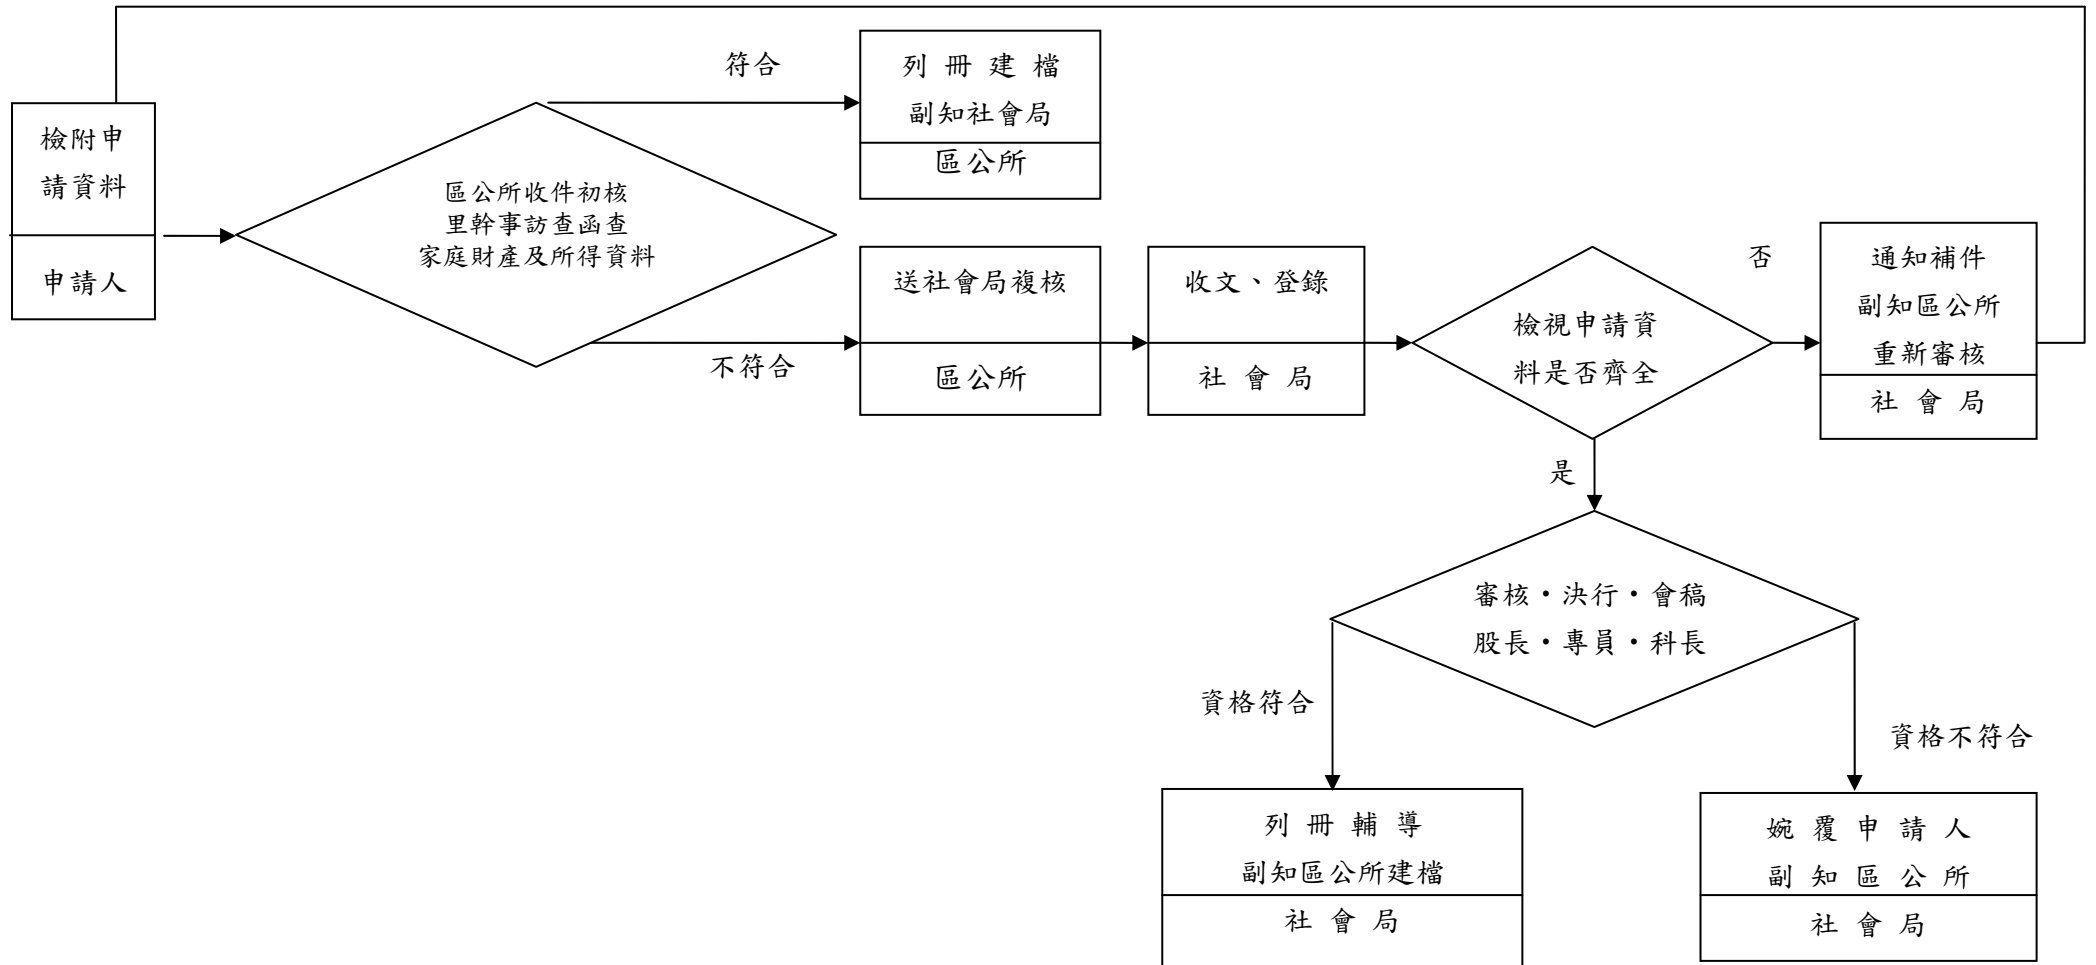 檢附申
請資料
申請人
區公所收件初核
里幹事訪查函查
家庭財產及所得資料
符合
列冊建檔
副知社會局
區公所
不符合
送社會局複核
區公所
收文、登錄
社會局
檢視申請資
料是否齊全
否
通知補件
副知區公所
重新審核
社會局
是
審核・決行・會稿
股長・專員・科長
資格符合
列冊輔導
副知區公所建檔
社會局
資格不符合
婉覆申請人
副知區公所
社會局